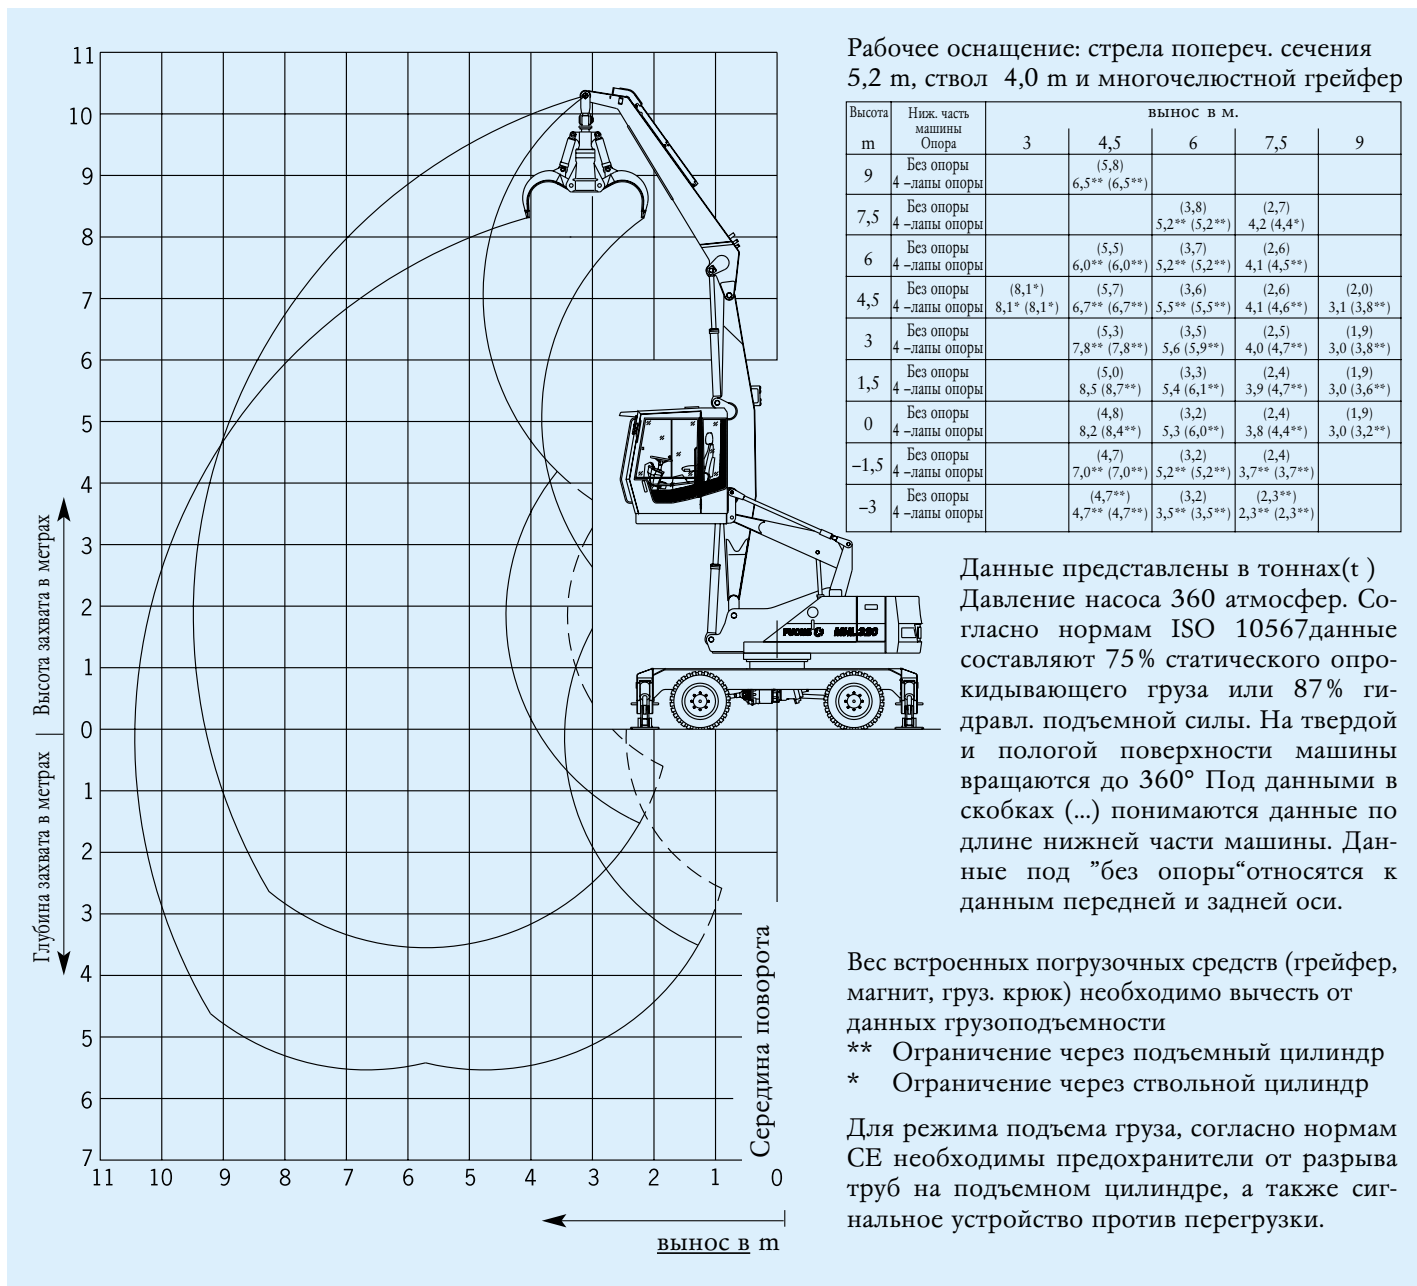 11
10
9
8
7
6
5
4
3
2
1
0
1
2
3
4
5
6
7
11 10 9 8 7 6 5 4 3 2 1 0
Высота захвата в метрах
Глубина захвата в метрах
Середина поворота
вынос в m
FUCHS MHL 320
Рабочее оснащение: стрела попереч. сечения
5,2 m, ствол 4,0 m и многочелюстной грейфер
Высота Ниж. часть вынос в м.
машины
m Опора 3 4,5 6 7,5 9
Без опоры (5,8)
9
4 –лапы опоры 6,5** (6,5**)
Без опоры (3,8) (2,7)
7,5
4 –лапы опоры 5,2** (5,2**) 4,2 (4,4*)
Без опоры (5,5) (3,7) (2,6)
6
4 –лапы опоры 6,0** (6,0**) 5,2** (5,2**) 4,1 (4,5**)
Без опоры (8,1*) (5,7) (3,6) (2,6) (2,0)
4,5
4 –лапы опоры 8,1* (8,1*) 6,7** (6,7**) 5,5** (5,5**) 4,1 (4,6**) 3,1 (3,8**)
Без опоры (5,3) (3,5) (2,5) (1,9)
3
4 –лапы опоры 7,8** (7,8**) 5,6 (5,9**) 4,0 (4,7**) 3,0 (3,8**)
Без опоры (5,0) (3,3) (2,4) (1,9)
1,5
4 –лапы опоры 8,5 (8,7**) 5,4 (6,1**) 3,9 (4,7**) 3,0 (3,6**)
Без опоры (4,8) (3,2) (2,4) (1,9)
0
4 –лапы опоры 8,2 (8,4**) 5,3 (6,0**) 3,8 (4,4**) 3,0 (3,2**)
Без опоры (4,7) (3,2) (2,4)
–1,5
4 –лапы опоры 7,0** (7,0**) 5,2** (5,2**) 3,7** (3,7**)
Без опоры (4,7**) (3,2) (2,3**)
–3
4 –лапы опоры 4,7** (4,7**) 3,5** (3,5**) 2,3** (2,3**)
Данные представлены в тоннах(t )
Давление насоса 360 атмосфер. Со-
гласно нормам ISO 10567данные
составляют 75% статического опро-
кидывающего груза или 87% ги-
дравл. подъемной силы. На твердой
и пологой поверхности машины
вращаются до 360° Под данными в
скобках (...) понимаются данные по
длине нижней части машины. Дан-
ные под ”без опоры“относятся к
данным передней и задней оси.
Вес встроенных погрузочных средств (грейфер,
магнит, груз. крюк) необходимо вычесть от
данных грузоподъемности
** Ограничение через подъемный цилиндр
* Ограничение через ствольной цилиндр
Для режима подъема груза, согласно нормам
CE необходимы предохранители от разрыва
труб на подъемном цилиндре, а также сиг-
нальное устройство против перегрузки.